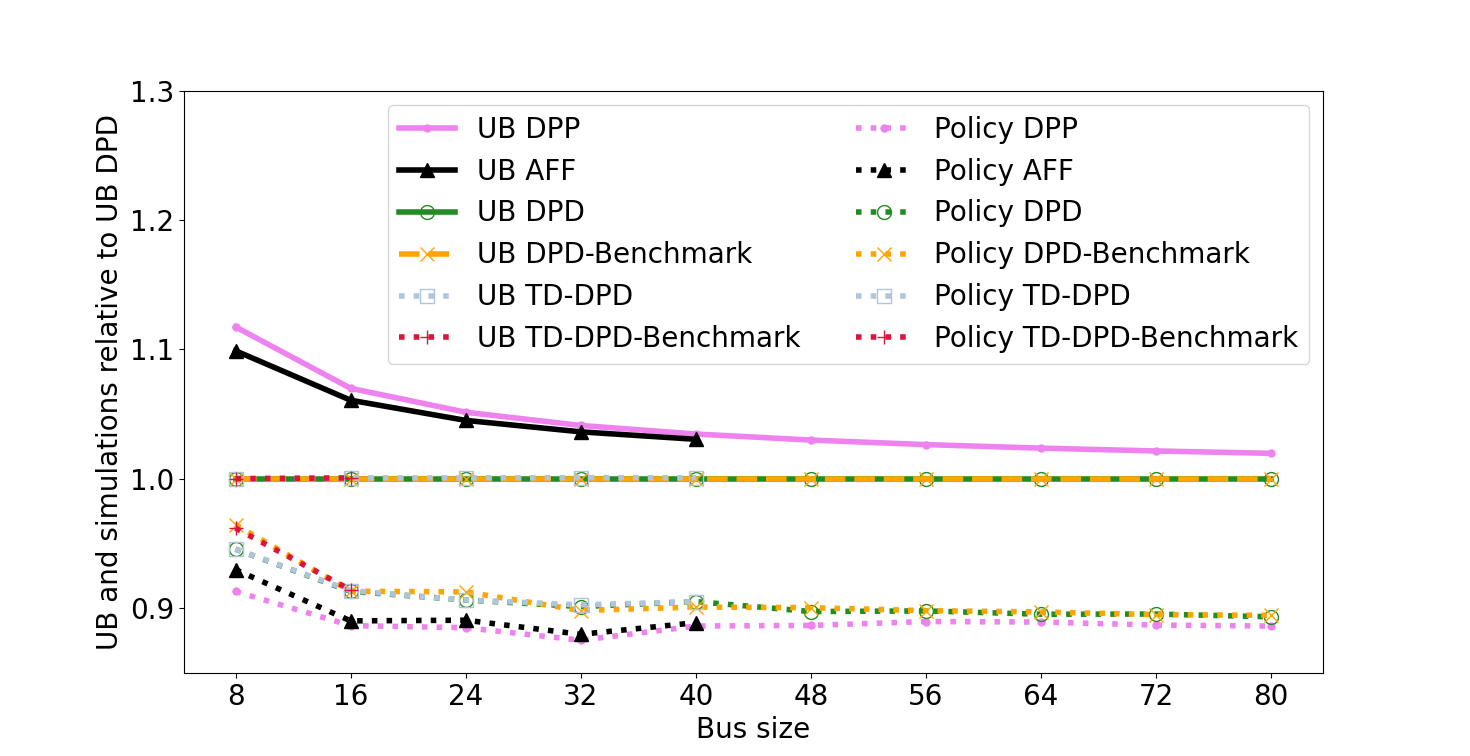 UB and simulations relative to UB DPD
1.3
1.2
1.1
1.0
0.9
UB DPP
UB AFF
UB DPD
UB DPD-Benchmark
UB TD-DPD
UB TD-DPD-Benchmark
Policy DPP
Policy AFF
Policy DPD
Policy DPD-Benchmark
Policy TD-DPD
Policy TD-DPD-Benchmark
8 16 24 32 40 48 56 64 72 80
Bus size